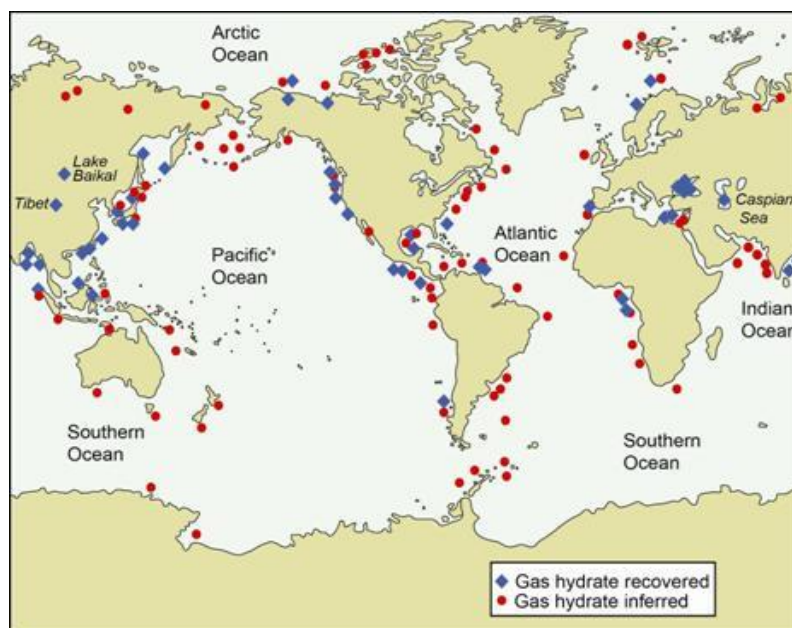 Arctic
Ocean
Lake
Baikal
Tibet
Caspian
Sea
Atlantic
Ocean
Pacific
Ocean
Indian
Ocean
Southern
Ocean
Southern
Ocean
Gas hydrate recovered
Gas hydrate inferred